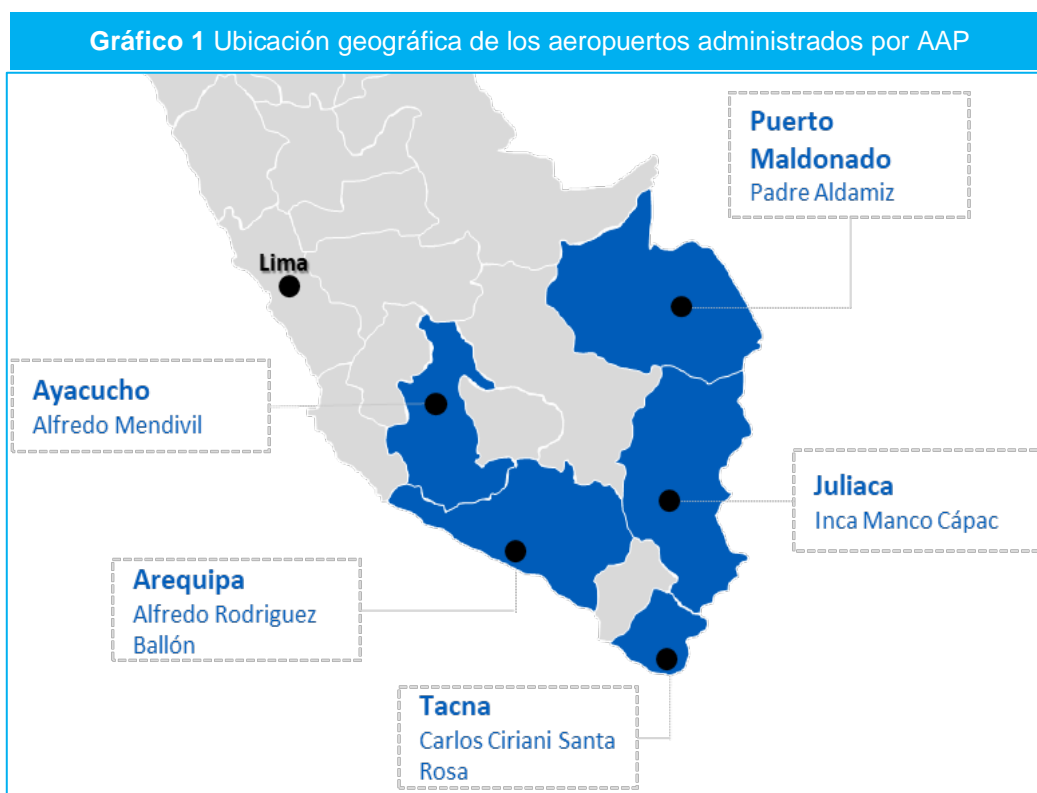 Gráfico 1 Ubicación geográfica de los aeropuertos administrados por AAP
Puerto
Maldonado
Padre Aldamiz
Lima
Ayacucho
Alfredo Mendivil
Juliaca
Inca Manco Cápac
Arequipa
Alfredo Rodriguez
Ballón
Tacna
Carlos Ciriani Santa
Rosa